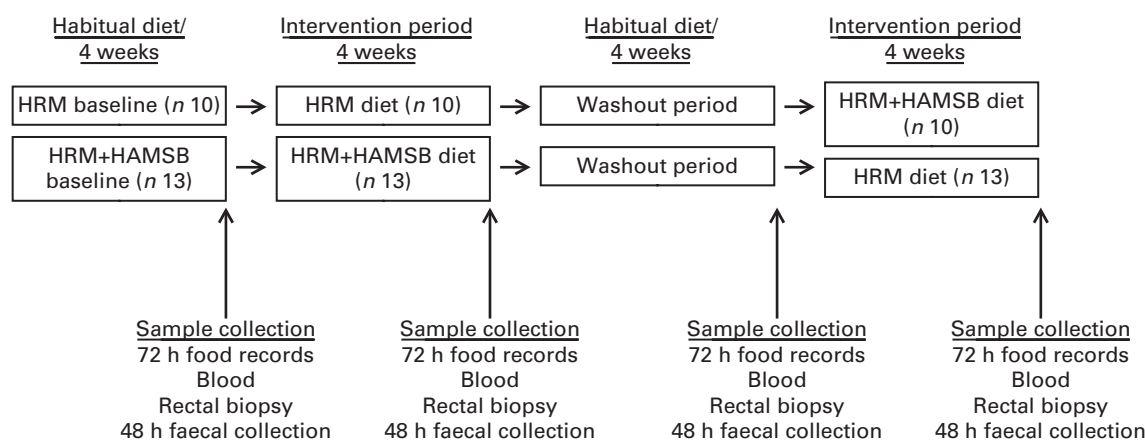 Habitual diet/
4 weeks
Intervention period
4 weeks
Habitual diet/
4 weeks
Intervention period
4 weeks
HRM baseline (n 10)
HRM diet (n 10)
Washout period
HRM+HAMSB diet
(n 10)
HRM+HAMSB
baseline (n 13)
HRM+HAMSB diet
(n 13)
Washout period
HRM diet (n 13)
Sample collection
72 h food records
Blood
Rectal biopsy
48 h faecal collection
Sample collection
72 h food records
Blood
Rectal biopsy
48 h faecal collection
Sample collection
72 h food records
Blood
Rectal biopsy
48 h faecal collection
Sample collection
72 h food records
Blood
Rectal biopsy
48 h faecal collection